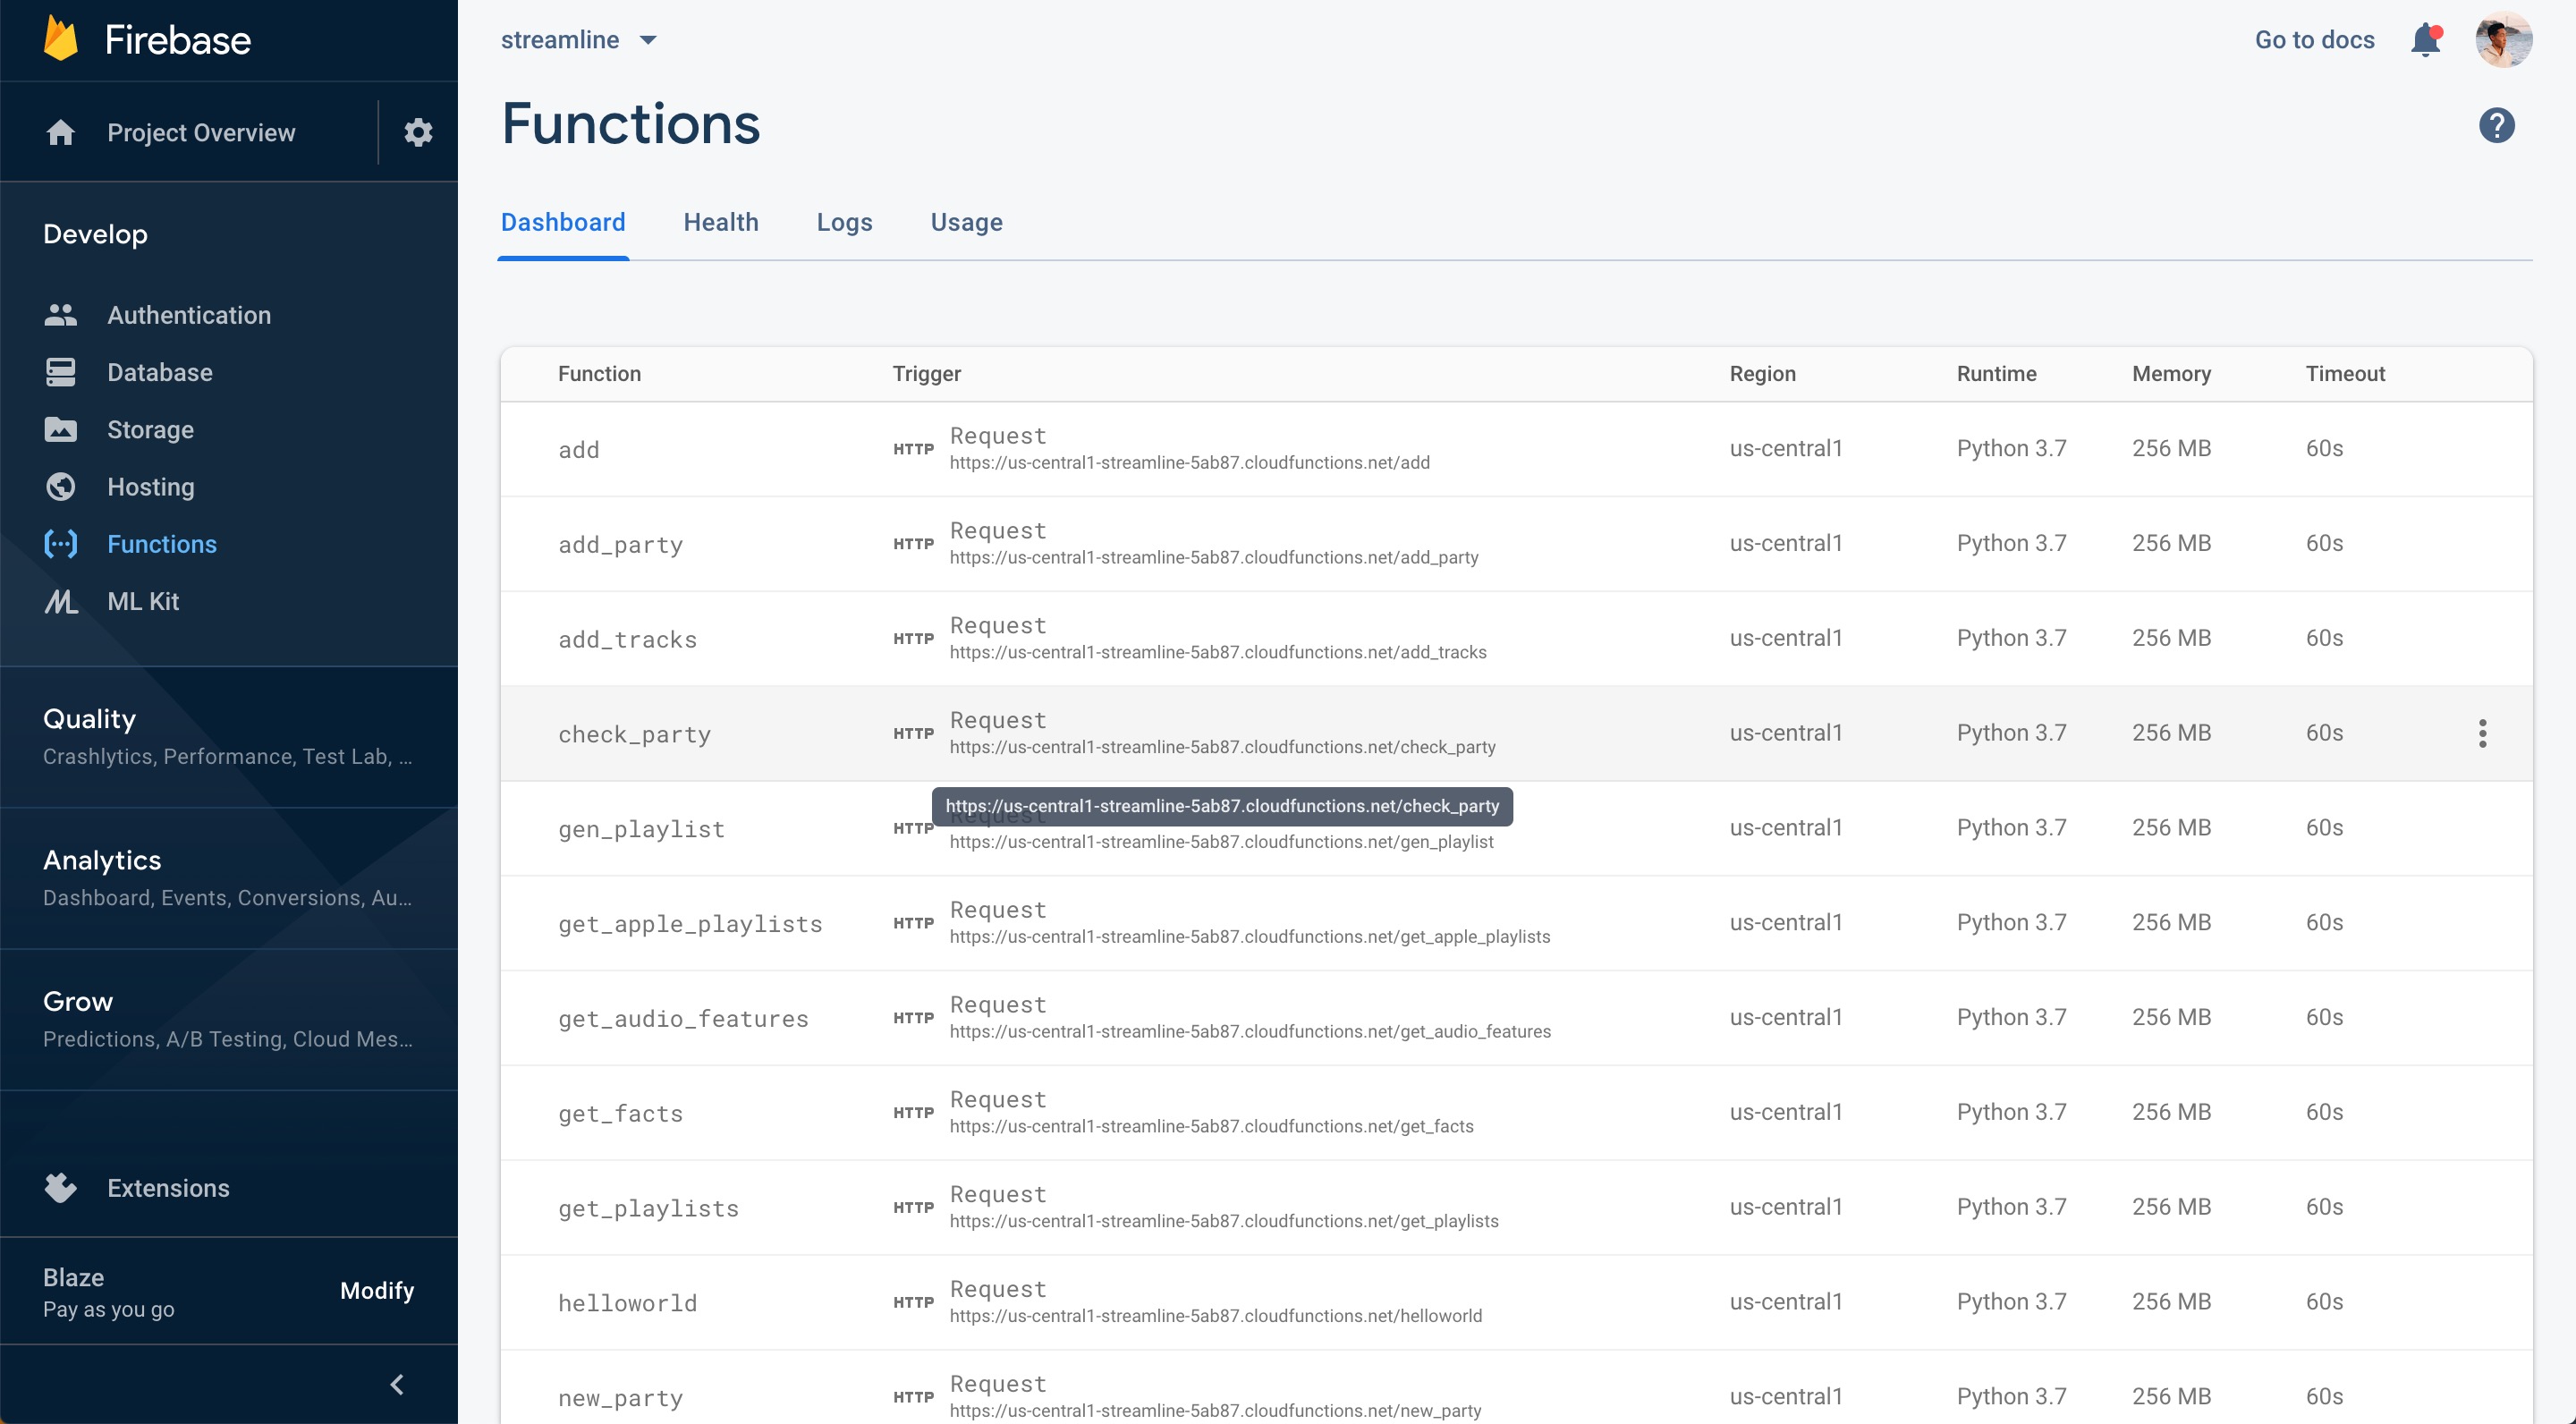 Firebase
Project Overview
Develop
Authentication
Database
Storage
Hosting
Functions
ML Kit
Quality
Crashlytics, Performance, Test Lab, ...
Analytics
Dashboard, Events, Conversions, Au...
Grow
Predictions, A/B Testing, Cloud Mes...
Extensions
Blaze
Pay as you go
Modify
streamline
Go to docs
Functions
Dashboard Health Logs Usage
Function Trigger Region Runtime Memory Timeout
add HTTP Request us-central1 Python 3.7 256 MB 60s
https://us-central1-streamline-5ab87.cloudfunctions.net/add
add_party HTTP Request us-central1 Python 3.7 256 MB 60s
https://us-central1-streamline-5ab87.cloudfunctions.net/add_party
add_tracks HTTP Request us-central1 Python 3.7 256 MB 60s
https://us-central1-streamline-5ab87.cloudfunctions.net/add_tracks
check_party HTTP Request us-central1 Python 3.7 256 MB 60s
https://us-central1-streamline-5ab87.cloudfunctions.net/check_party
https://us-central1-streamline-5ab87.cloudfunctions.net/check_party
gen_playlist HTTP Request us-central1 Python 3.7 256 MB 60s
https://us-central1-streamline-5ab87.cloudfunctions.net/gen_playlist
get_apple_playlists HTTP Request us-central1 Python 3.7 256 MB 60s
https://us-central1-streamline-5ab87.cloudfunctions.net/get_apple_playlists
get_audio_features HTTP Request us-central1 Python 3.7 256 MB 60s
https://us-central1-streamline-5ab87.cloudfunctions.net/get_audio_features
get_facts HTTP Request us-central1 Python 3.7 256 MB 60s
https://us-central1-streamline-5ab87.cloudfunctions.net/get_facts
get_playlists HTTP Request us-central1 Python 3.7 256 MB 60s
https://us-central1-streamline-5ab87.cloudfunctions.net/get_playlists
helloworld HTTP Request us-central1 Python 3.7 256 MB 60s
https://us-central1-streamline-5ab87.cloudfunctions.net/helloworld
new_party HTTP Request us-central1 Python 3.7 256 MB 60s
https://us-central1-streamline-5ab87.cloudfunctions.net/new_party